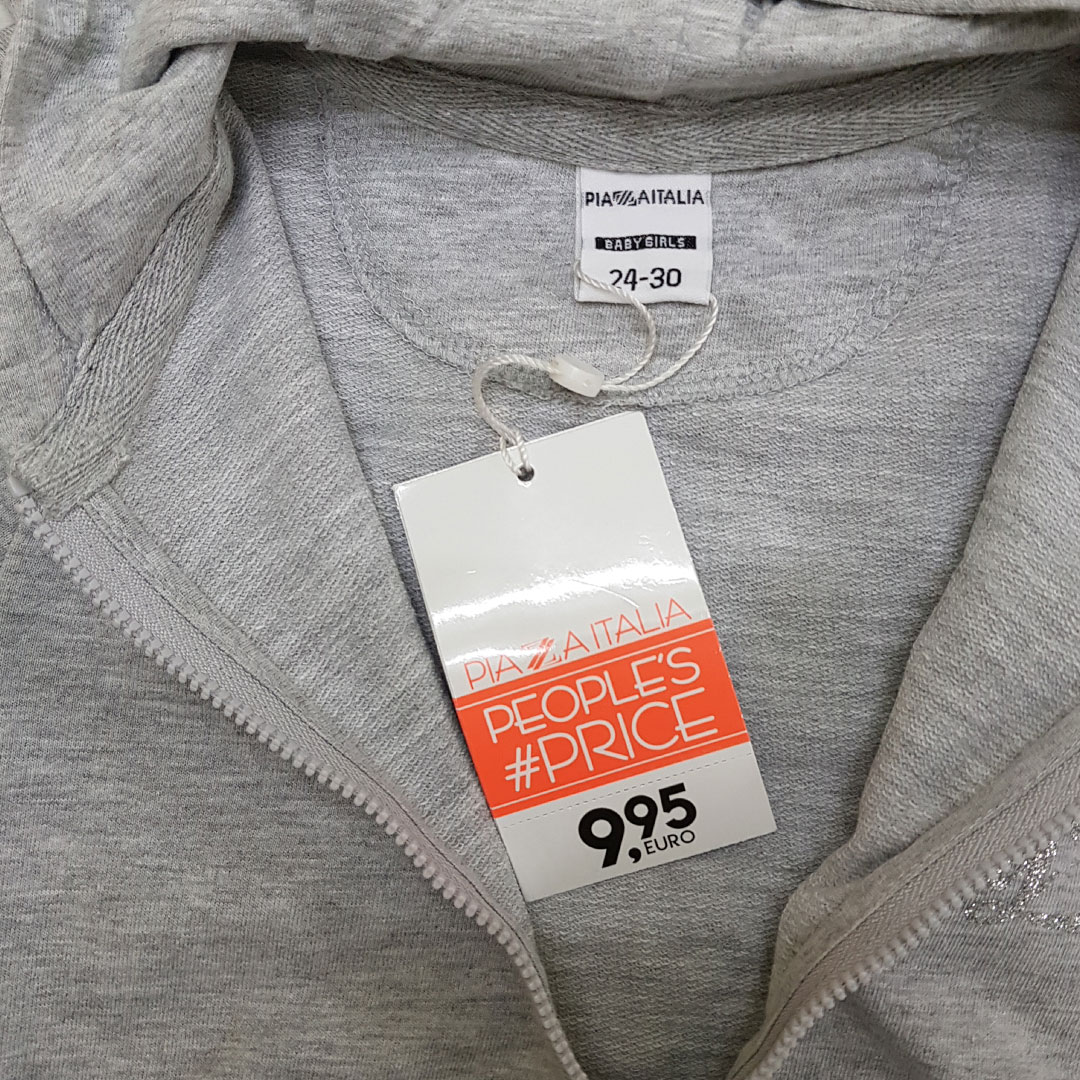 PIAZZAITALIA
BABY GIRLS
24-30
PIAZZAITALIA
PEOPLE'S
#PRICE
9,95
EURO